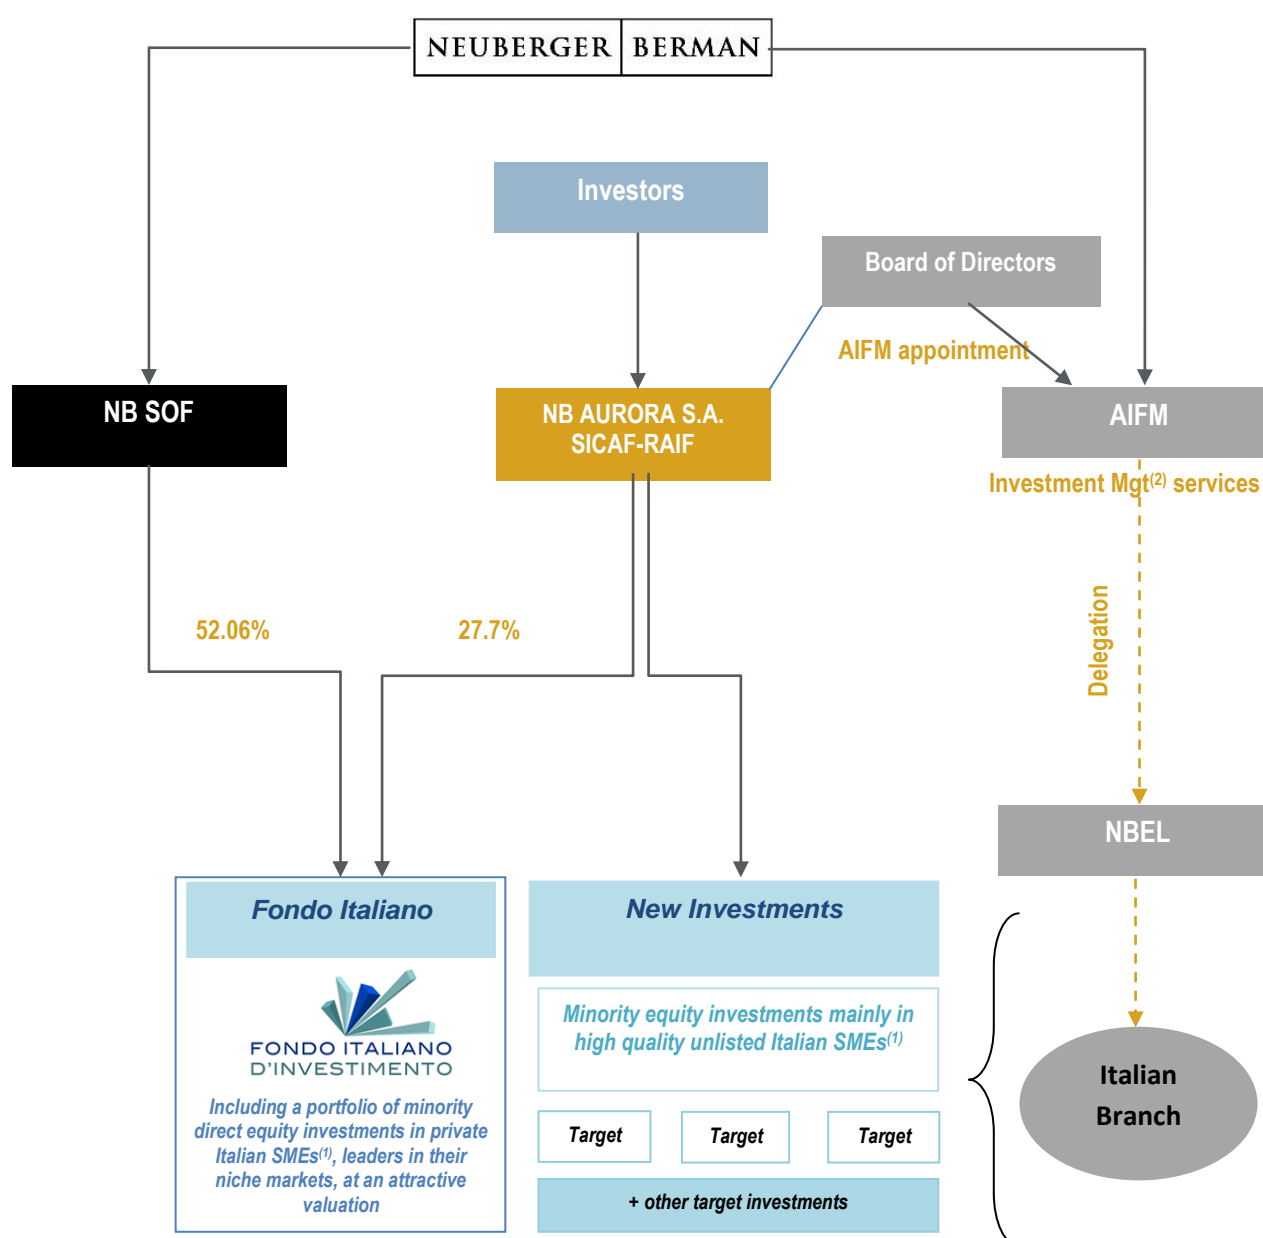 NEUBERGER BERMAN
Investors
Board of Directors
AIFM appointment
NB SOF
NB AURORA S.A.
SICAF-RAIF
AIFM
Investment Mgt(2) services
52.06%
27.7%
Delegation
NBEL
Fondo Italiano
FONDO ITALIANO
D'INVESTIMENTO
Including a portfolio of minority
direct equity investments in private
Italian SMEs(1), leaders in their
niche markets, at an attractive
valuation
New Investments
Minority equity investments mainly in
high quality unlisted Italian SMEs(1)
Target
Target
Target
+ other target investments
Italian
Branch